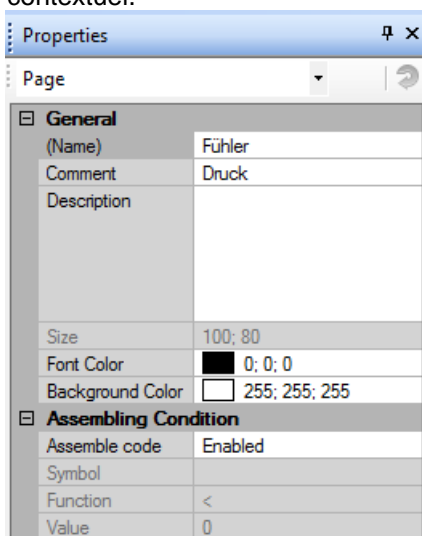 contextuel.
Properties
Page
General
(Name) Fühler
Comment Druck
Description
Size 100; 80
Font Color 0; 0; 0
Background Color 255; 255; 255
Assembling Condition
Assemble code Enabled
Symbol
Function <
Value 0